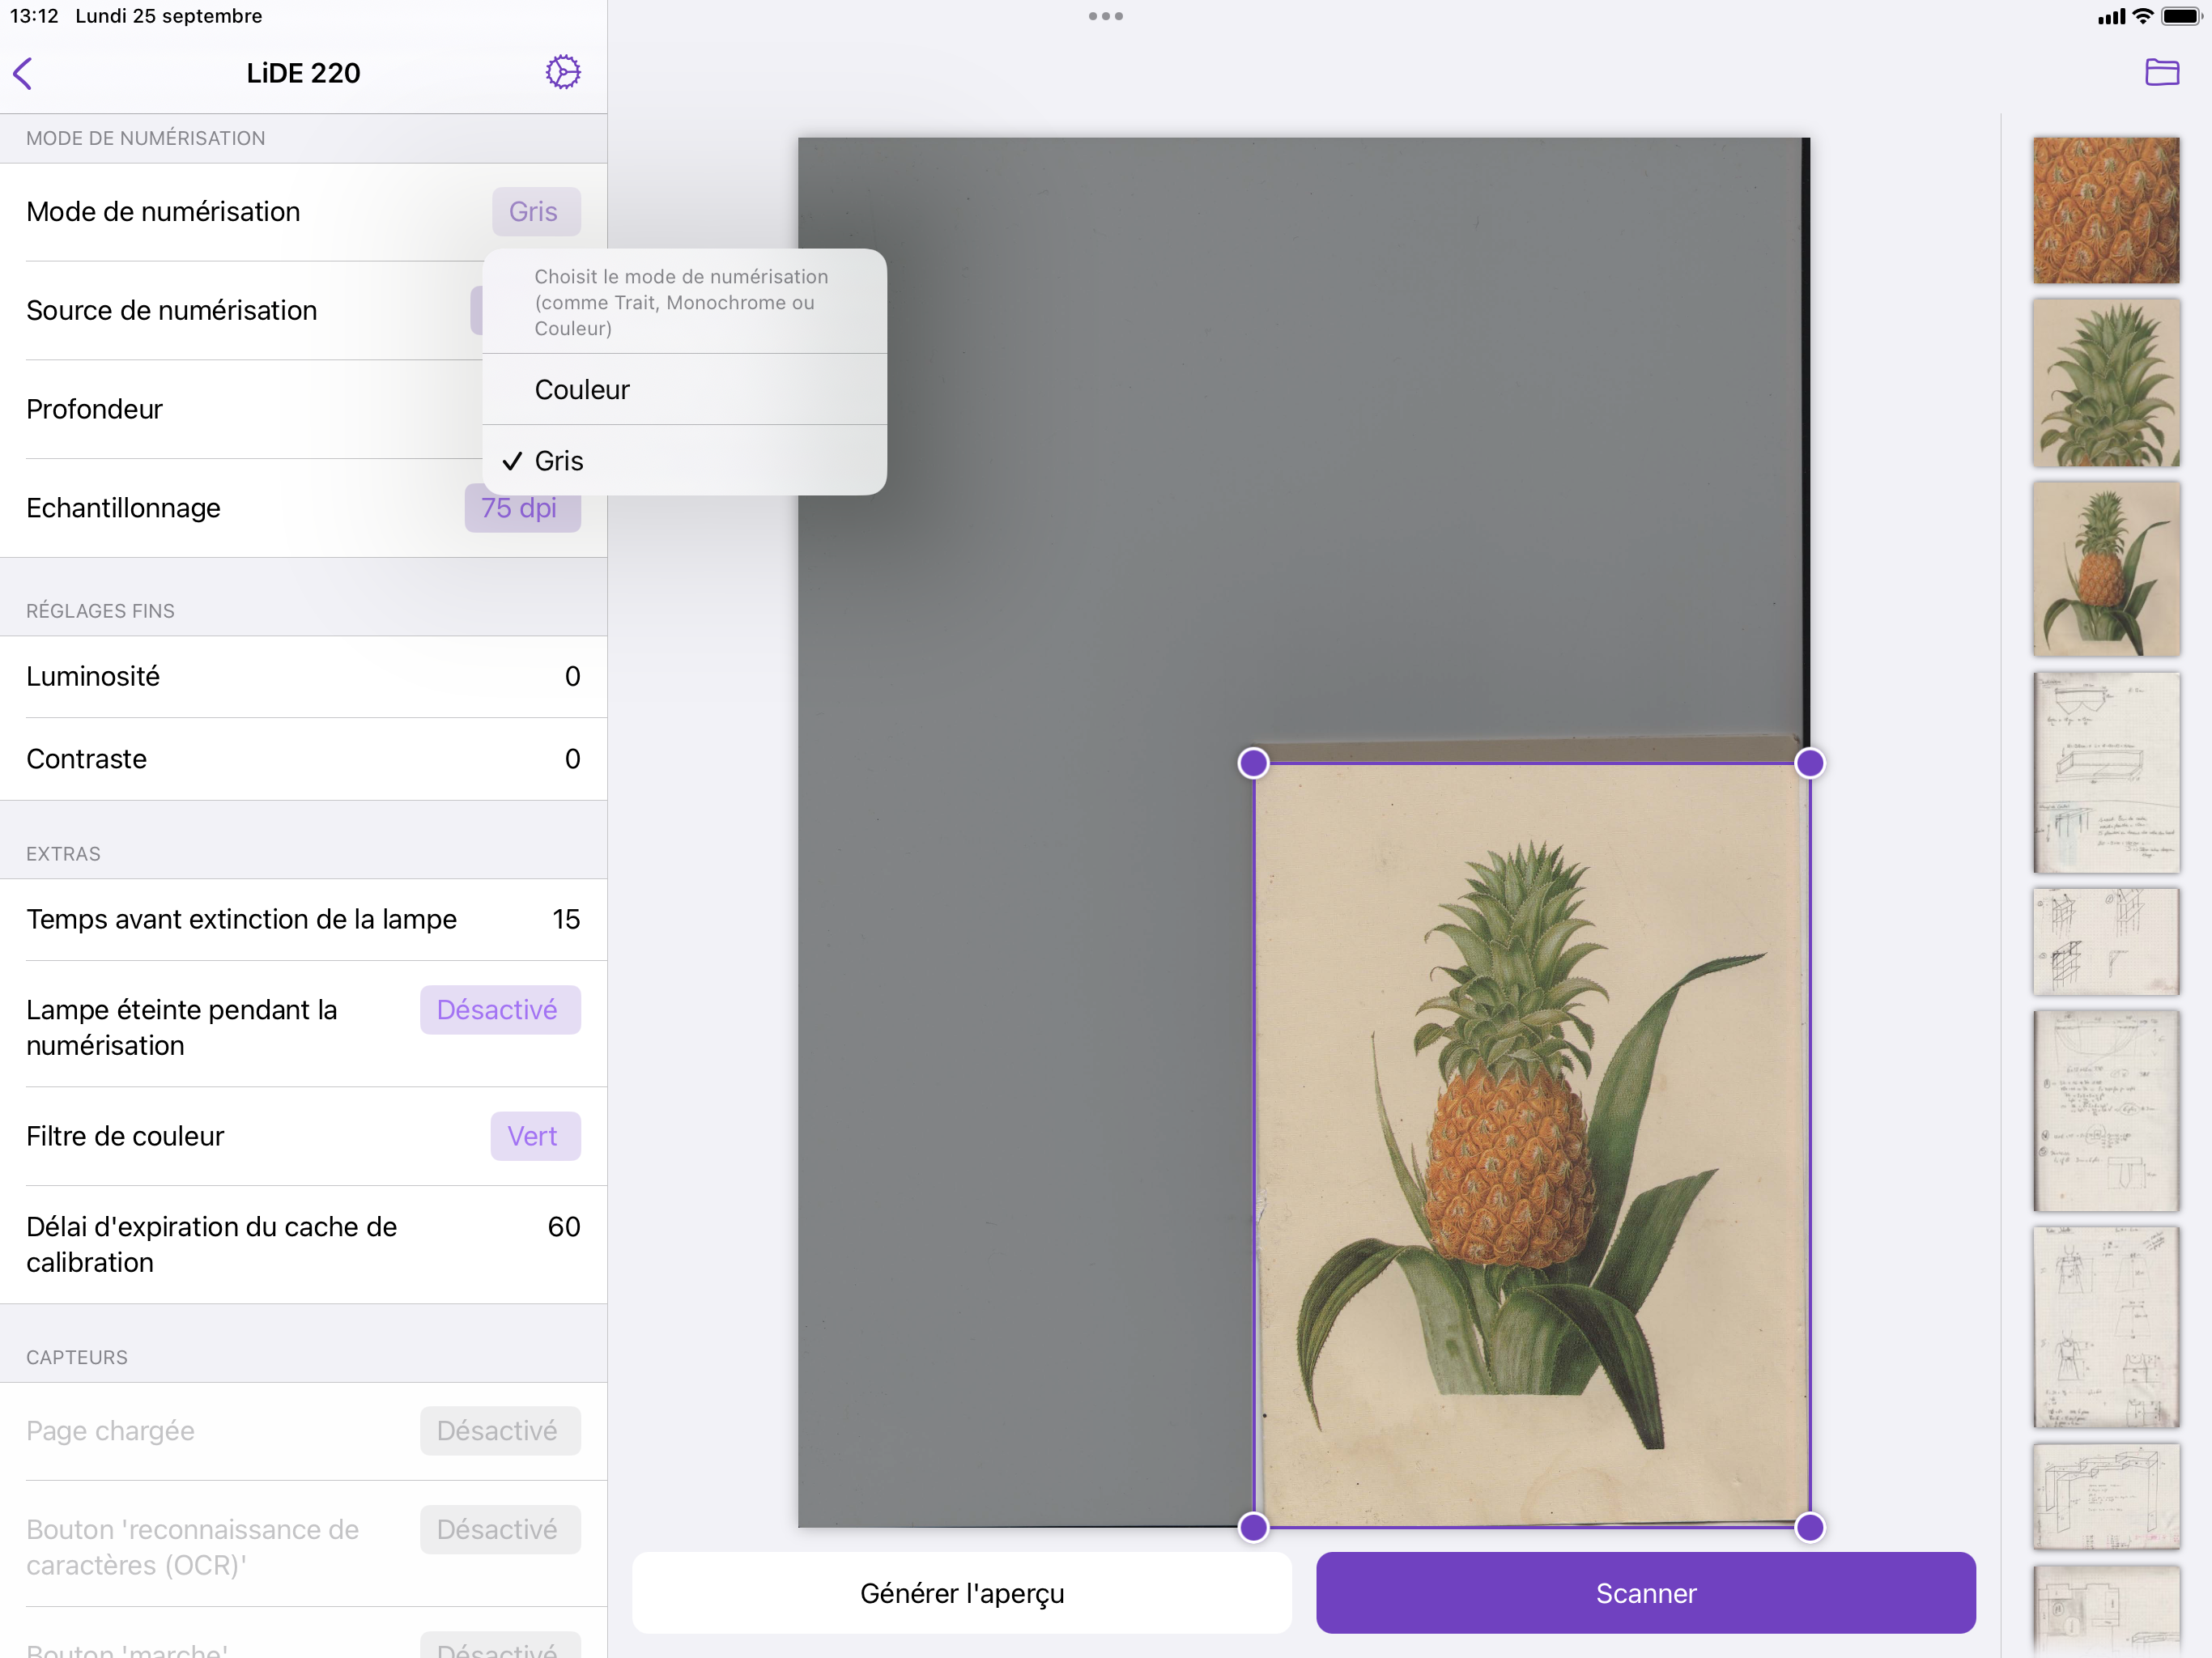 13:12 Lundi 25 septembre
LiDE 220
MODE DE NUMÉRISATION
Mode de numérisation
Gris
Source de numérisation
Profondeur
Echantillonnage
75 dpi
Choisit le mode de numérisation
(comme Trait, Monochrome ou
Couleur)
Couleur
Gris
RÉGLAGES FINS
Luminosité
0
Contraste
0
EXTRAS
Temps avant extinction de la lampe
15
Lampe éteinte pendant la
numérisation
Désactivé
Filtre de couleur
Vert
Délai d'expiration du cache de
calibration
60
CAPTEURS
Page chargée
Désactivé
Bouton 'reconnaissance de
caractères (OCR)'
Désactivé
Bouton 'marche'
Désactivé
Générer l'aperçu
Scanner